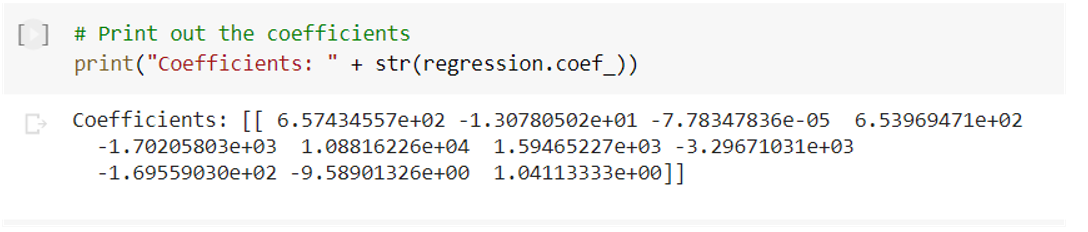 [ ] # Print out the coefficients
print("Coefficients: " + str(regression.coef_))
Coefficients: [[ 6.57434557e+02 -1.30780502e+01 -7.78347836e-05  6.53969471e+02
-1.70205803e+03  1.08816226e+04  1.59465227e+03 -3.29671031e+03
-1.69559030e+02 -9.58901326e+00  1.04113333e+00]]